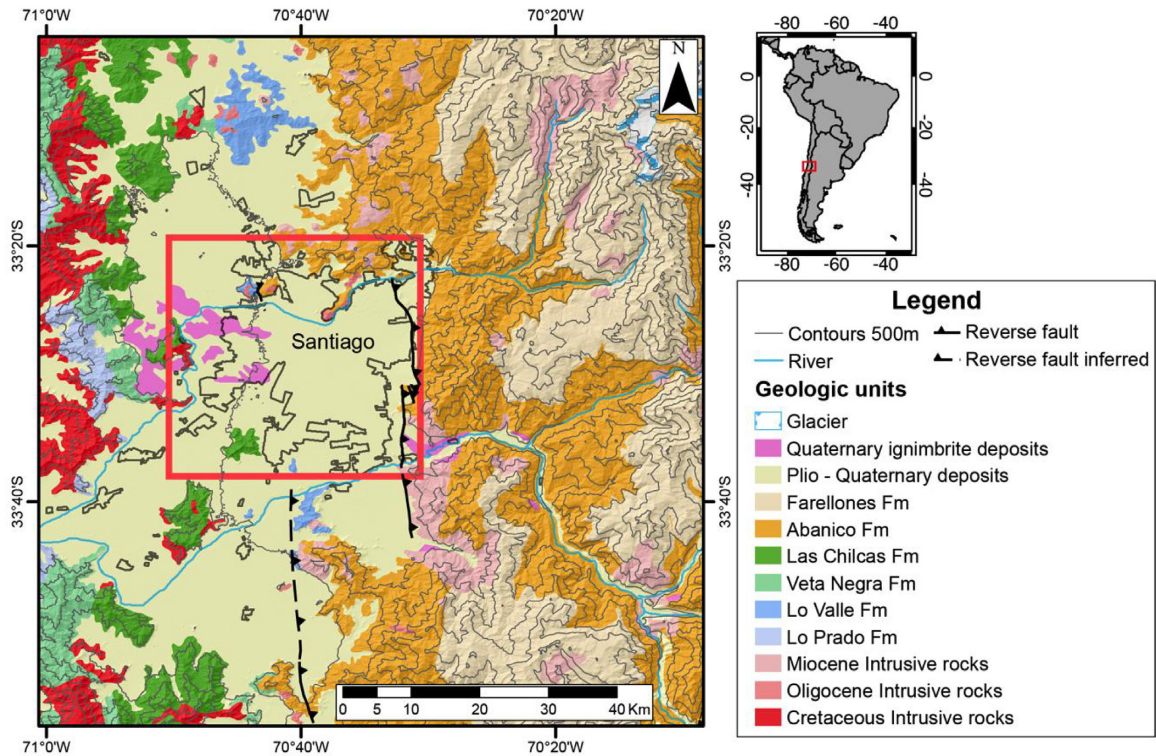 71°0'W 70°40'W 70°20'W
N
33°20'S
33°40'S
Santiago
0 5 10 20 30 40 Km
71°0'W 70°40'W 70°20'W
33°20'S
33°40'S
-80 -60 -40
0 0
-20 -20
-40 -40
-80 -60 -40
Legend
Contours 500m Reverse fault
River Reverse fault inferred
Geologic units
Glacier
Quaternary ignimbrite deposits
Plio - Quaternary deposits
Farellones Fm
Abanico Fm
Las Chilcas Fm
Veta Negra Fm
Lo Valle Fm
Lo Prado Fm
Miocene Intrusive rocks
Oligocene Intrusive rocks
Cretaceous Intrusive rocks